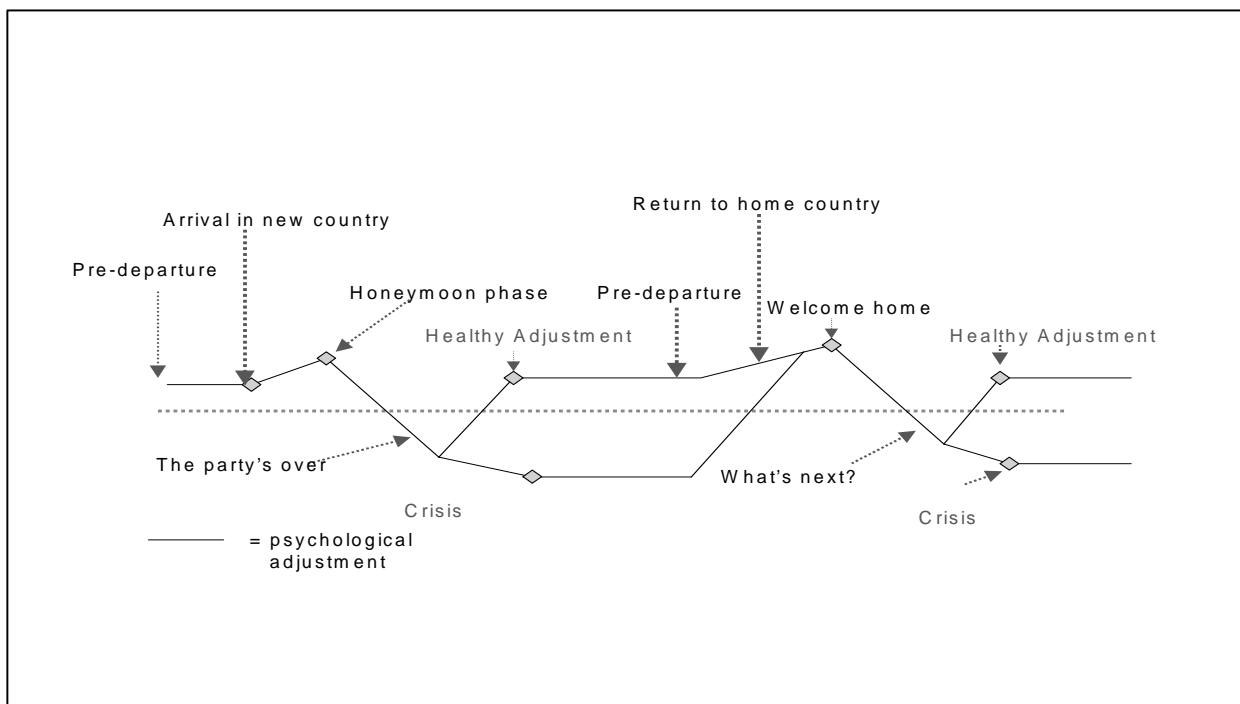 Return to home country
Arrival in new country
Pre-departure
Honeymoon phase
Pre-departure
Welcome home
Healthy Adjustment
Healthy Adjustment
The party's over
What's next?
Crisis
Crisis
= psychological
adjustment